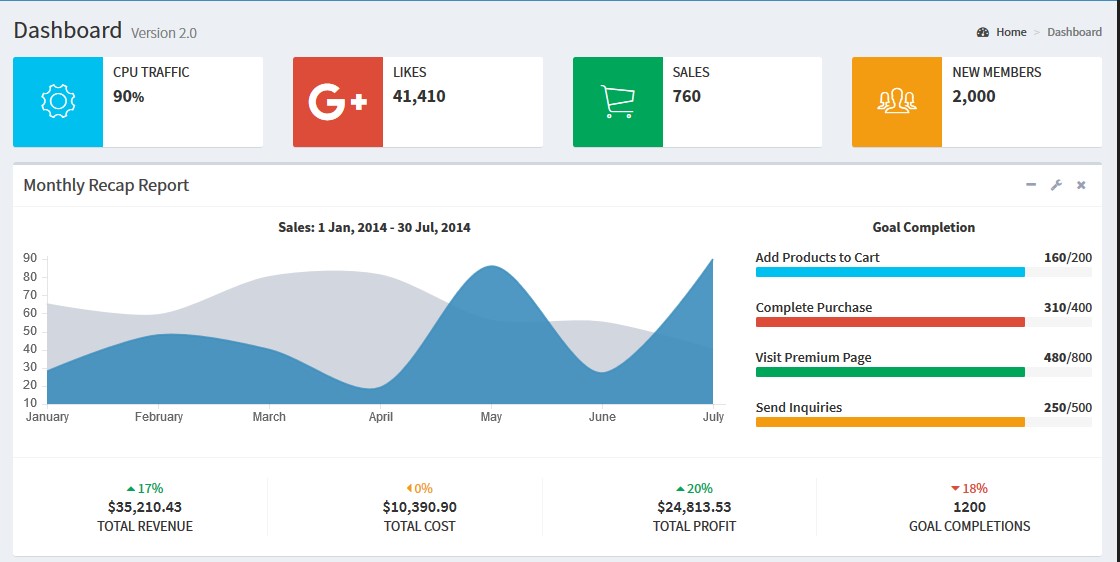 Dashboard Version 2.0
Home > Dashboard
CPU TRAFFIC
90%
G+
LIKES
41,410
SALES
760
NEW MEMBERS
2,000
Monthly Recap Report
Sales: 1 Jan, 2014 - 30 Jul, 2014
90
80
70
60
50
40
30
20
10
January February March April May June July
Goal Completion
Add Products to Cart 160/200
Complete Purchase 310/400
Visit Premium Page 480/800
Send Inquiries 250/500
17%
$35,210.43
TOTAL REVENUE
0%
$10,390.90
TOTAL COST
20%
$24,813.53
TOTAL PROFIT
18%
1200
GOAL COMPLETIONS